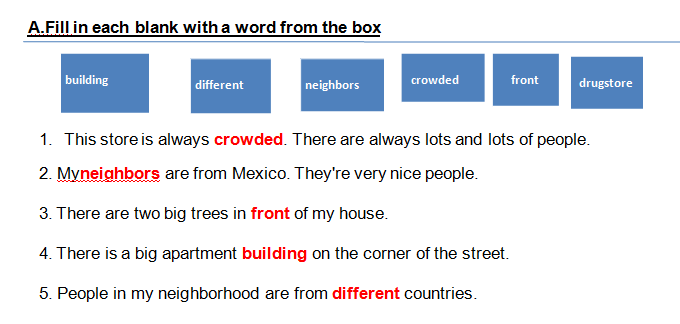 A.Fill in each blank with a word from the box
building different neighbors crowded front drugstore
1. This store is always crowded. There are always lots and lots of people.
2. Myneighbors are from Mexico. They're very nice people.
3. There are two big trees in front of my house.
4. There is a big apartment building on the corner of the street.
5. People in my neighborhood are from different countries.